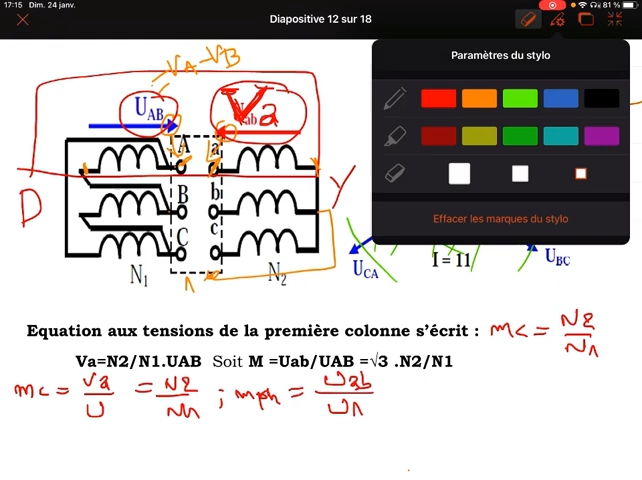 17:15 Dim. 24 janv.
81 %
Diapositive 12 sur 18
Paramètres du stylo
Effacer les marques du stylo
VA - VB
UAB
Va
A a
B b
C c
D
Y
N1
N2
UCA
I = 11
UBC
Equation aux tensions de la première colonne s'écrit :
mc = N2/N1
Va=N2/N1.UAB Soit M =Uab/UAB =√3 .N2/N1
mc = Va/U = N2/N1 ; mph = Uab/U1